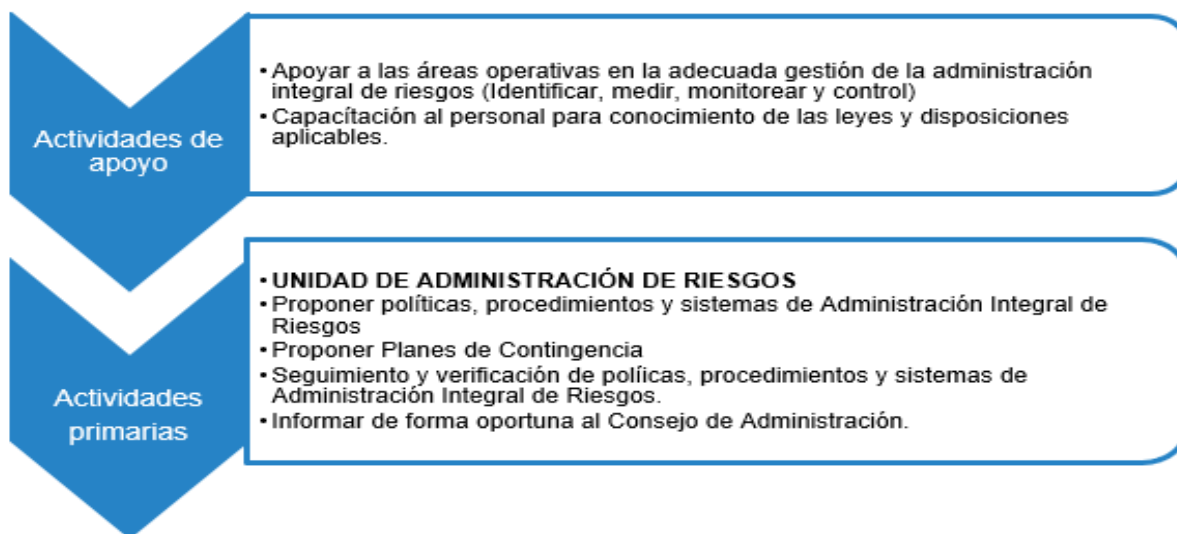 Actividades de
apoyo
• Apoyar a las áreas operativas en la adecuada gestión de la administración
integral de riesgos (Identificar, medir, monitorear y control)
• Capacítación al personal para conocimiento de las leyes y disposiciones
aplicables.
Actividades
primarias
• UNIDAD DE ADMINISTRACIÓN DE RIESGOS
• Proponer políticas, procedimientos y sistemas de Administración Integral de
Riesgos
• Proponer Planes de Contingencia
• Seguimiento y verificación de políicas, procedimientos y sistemas de
Administración Integral de Riesgos.
• Informar de forma oportuna al Consejo de Administración.